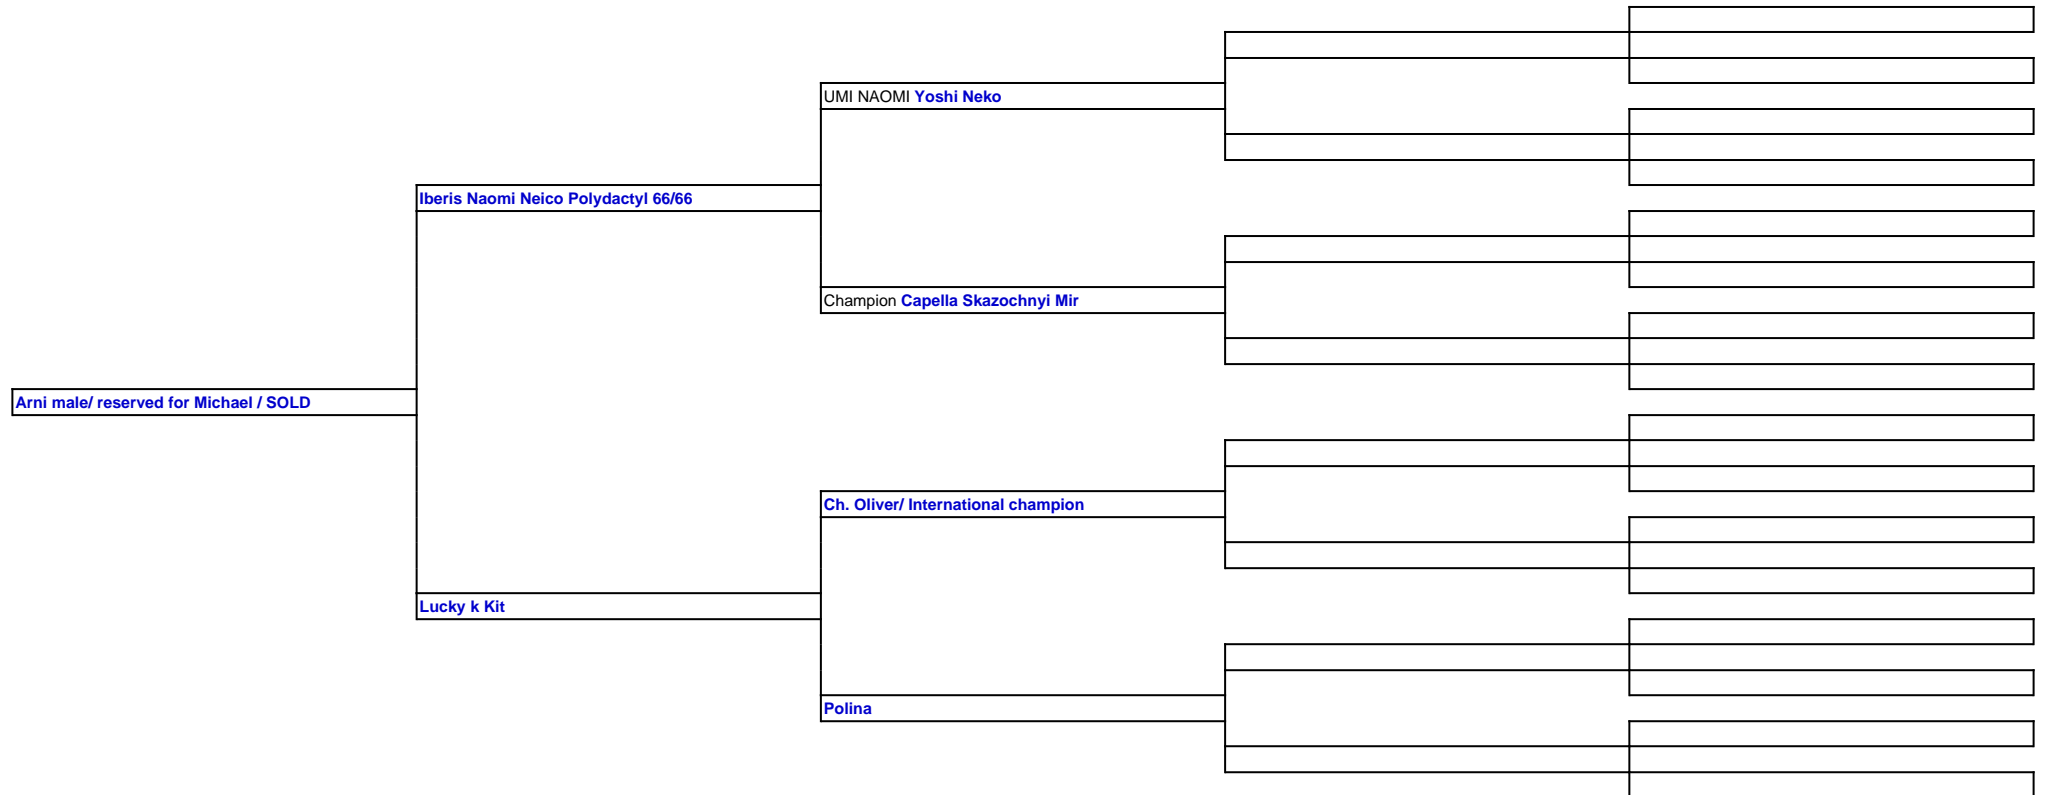 UMI NAOMI Yoshi Neko
Iberis Naomi Neico Polydactyl 66/66
Champion Capella Skazochnyi Mir
Arni male/ reserved for Michael / SOLD
Ch. Oliver/ International champion
Lucky k Kit
Polina